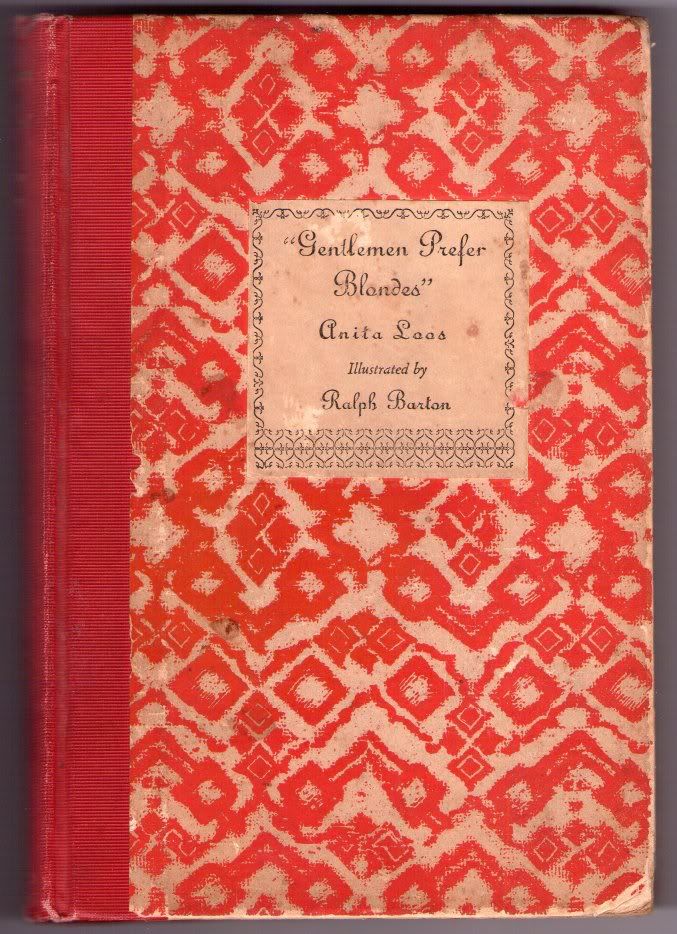 “Gentlemen Prefer
Blondes”
Anita Loos
Illustrated by
Ralph Barton